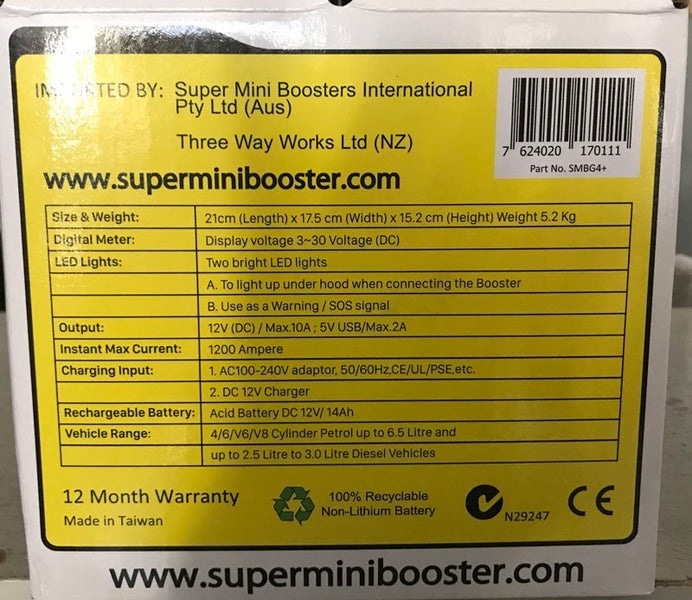 IMPORTED BY: Super Mini Boosters International
Pty Ltd (Aus)
Three Way Works Ltd (NZ)
www.superminibooster.com
7 624020 170111
Part No. SMBG4+
Size & Weight: 21cm (Length) x 17.5 cm (Width) x 15.2 cm (Height) Weight 5.2 Kg
Digital Meter: Display voltage 3~30 Voltage (DC)
LED Lights: Two bright LED lights
A. To light up under hood when connecting the Booster
B. Use as a Warning / SOS signal
Output: 12V (DC) / Max.10A ; 5V USB/Max.2A
Instant Max Current: 1200 Ampere
Charging Input: 1. AC100-240V adaptor, 50/60Hz,CE/UL/PSE,etc.
2. DC 12V Charger
Rechargeable Battery: Acid Battery DC 12V/ 14Ah
Vehicle Range: 4/6/V6/V8 Cylinder Petrol up to 6.5 Litre and
up to 2.5 Litre to 3.0 Litre Diesel Vehicles
12 Month Warranty
Made in Taiwan
100% Recyclable
Non-Lithium Battery
N29247
CE
www.superminibooster.com